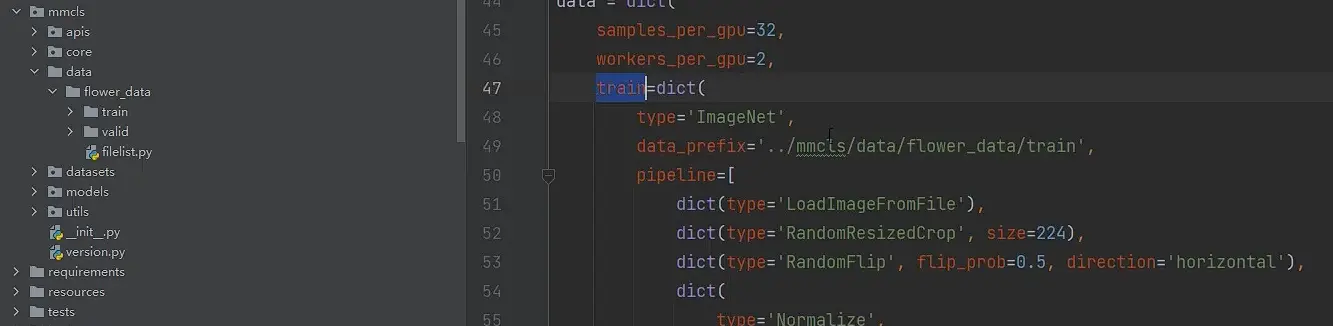 mmcls
apis
core
data
flower_data
train
valid
filelist.py
datasets
models
utils
__init__.py
version.py
requirements
resources
tests
44 data = dict(
45 samples_per_gpu=32,
46 workers_per_gpu=2,
47 train=dict(
48 type='ImageNet',
49 data_prefix='../mmcls/data/flower_data/train',
50 pipeline=[
51 dict(type='LoadImageFromFile'),
52 dict(type='RandomResizedCrop', size=224),
53 dict(type='RandomFlip', flip_prob=0.5, direction='horizontal'),
54 dict(
55 type='Normalize',